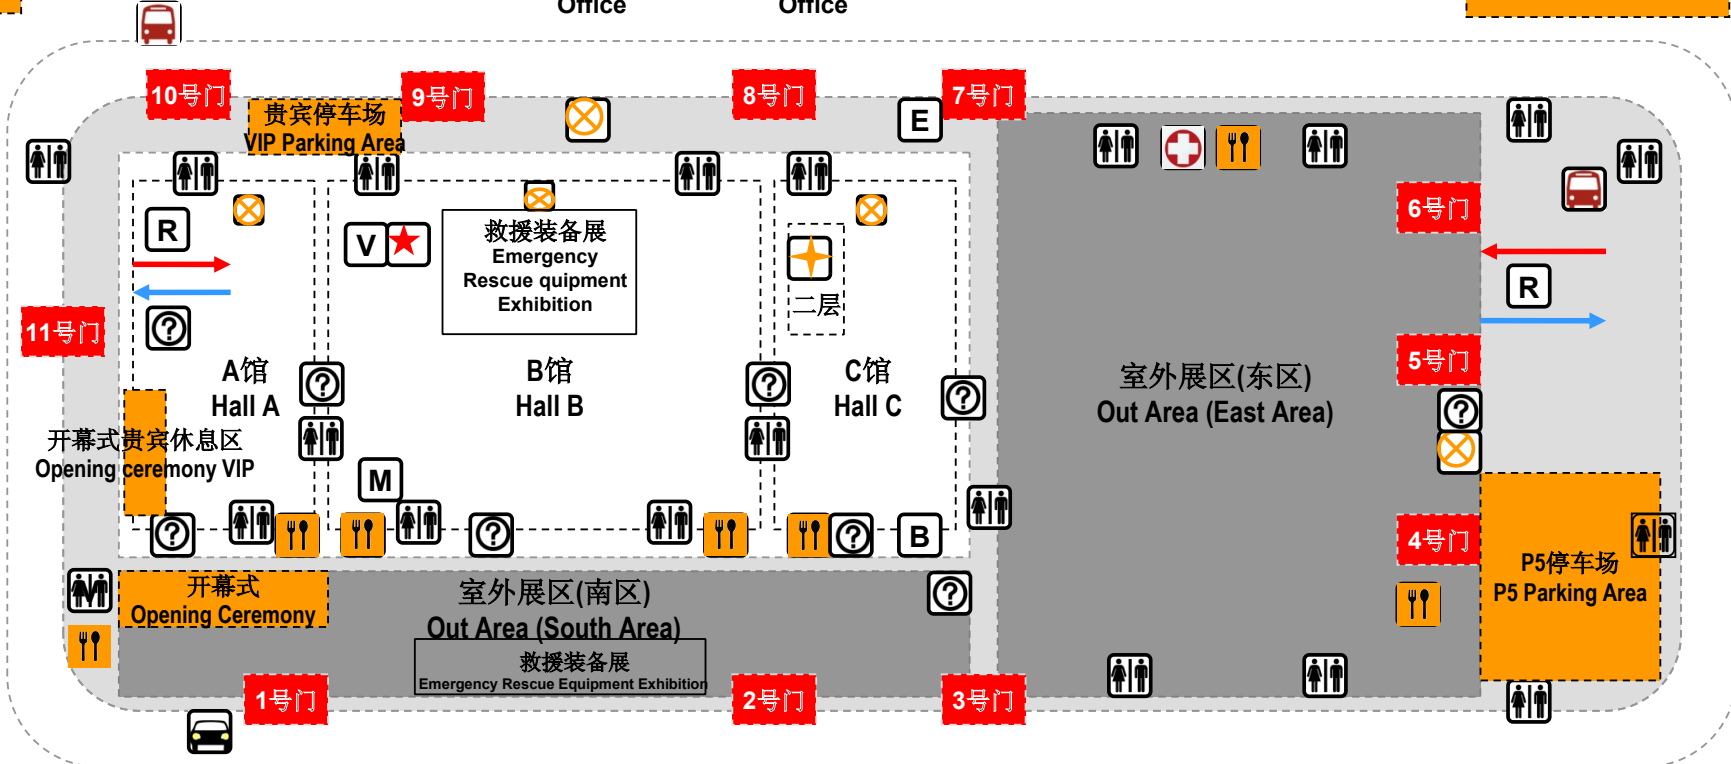 Office
Office
10号门
9号门
8号门
7号门
贵宾停车场
VIP Parking Area
E
R
V
救援装备展
Emergency
Rescue quipment
Exhibition
二层
6号门
R
11号门
5号门
A馆
Hall A
B馆
Hall B
C馆
Hall C
室外展区(东区)
Out Area (East Area)
开幕式贵宾休息区
Opening ceremony VIP
M
B
4号门
P5停车场
P5 Parking Area
开幕式
Opening Ceremony
室外展区(南区)
Out Area (South Area)
救援装备展
Emergency Rescue Equipment Exhibition
1号门
2号门
3号门